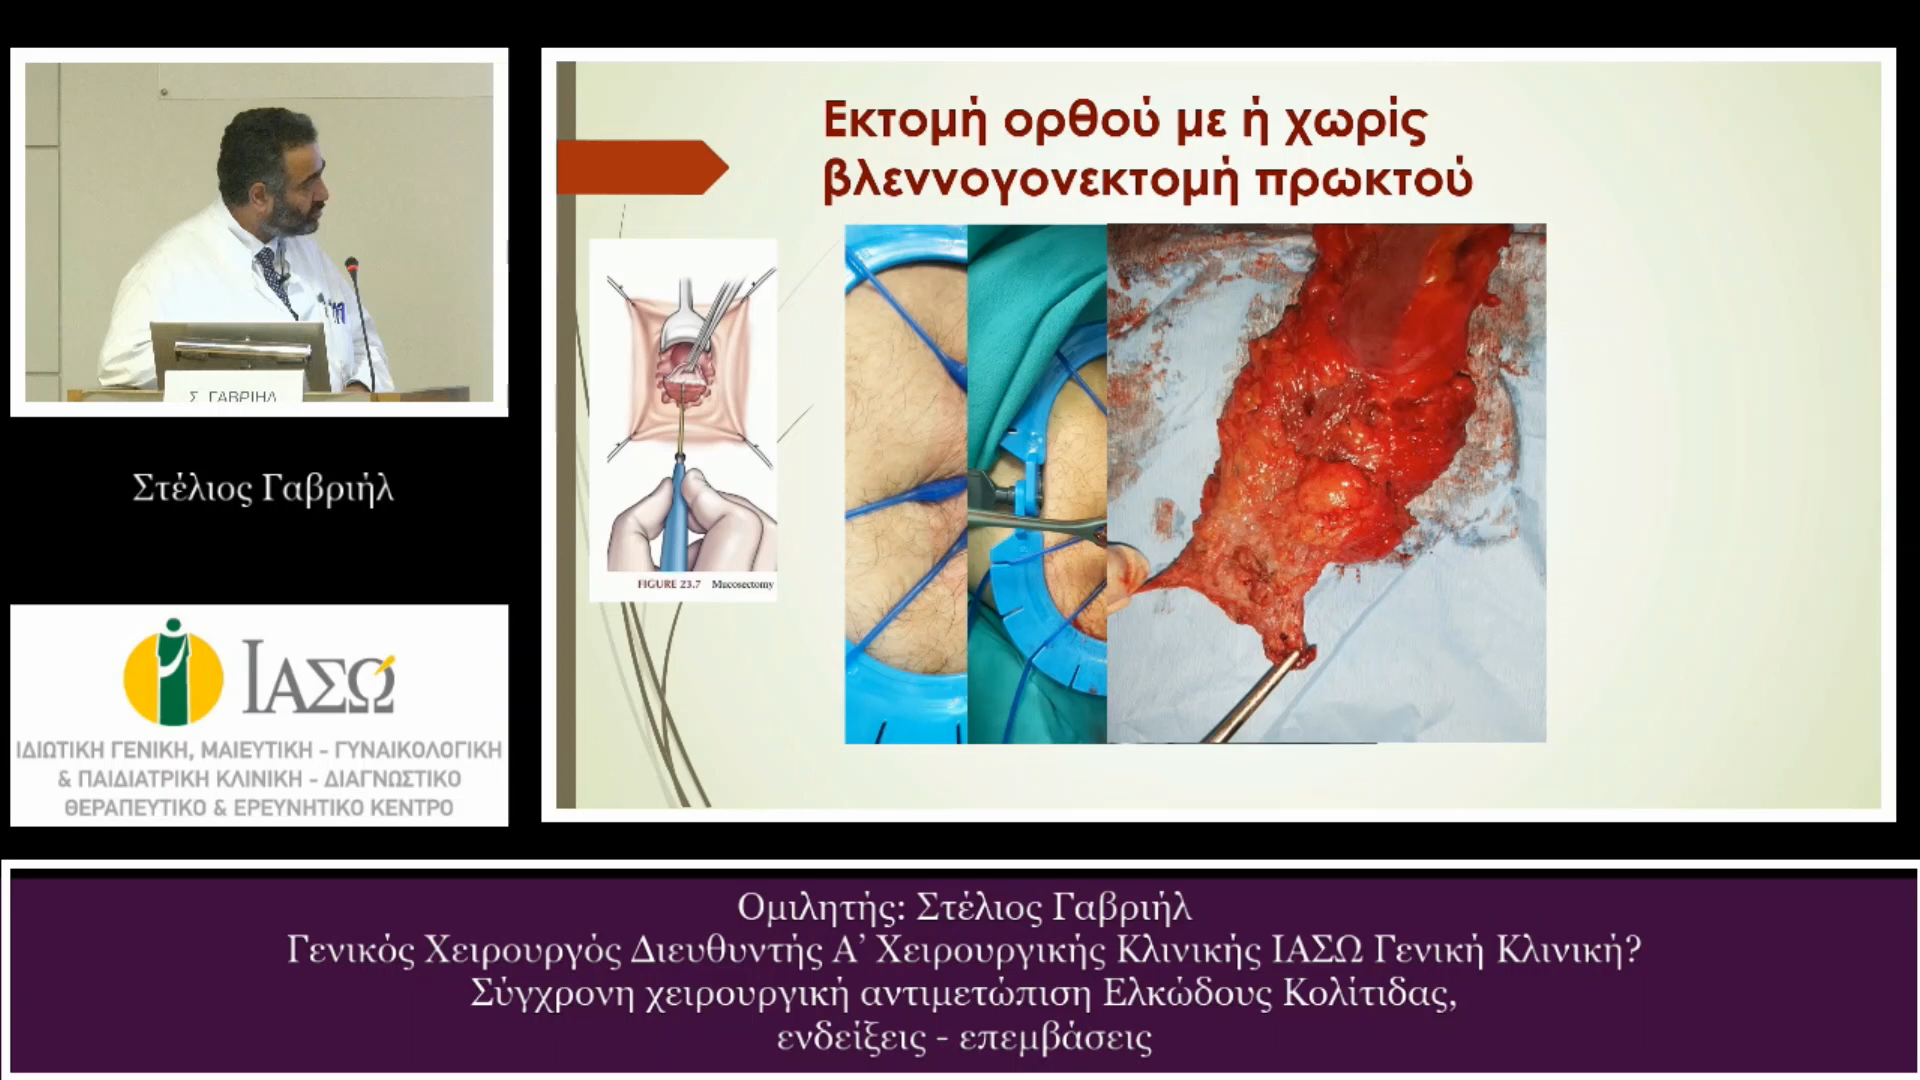 Εκτομή ορθού με ή χωρίς
βλεννογονεκτομή πρωκτού
Σ. ΓΑΒΡΙΗΛ
FIGURE 23.7 Mucosectomy
Στέλιος Γαβριήλ
ΙΑΣΩ
ΙΔΙΩΤΙΚΗ ΓΕΝΙΚΗ, ΜΑΙΕΥΤΙΚΗ - ΓΥΝΑΙΚΟΛΟΓΙΚΗ
& ΠΑΙΔΙΑΤΡΙΚΗ ΚΛΙΝΙΚΗ - ΔΙΑΓΝΩΣΤΙΚΟ
ΘΕΡΑΠΕΥΤΙΚΟ & ΕΡΕΥΝΗΤΙΚΟ ΚΕΝΤΡΟ
Ομιλητής: Στέλιος Γαβριήλ
Γενικός Χειρουργός Διευθυντής Α’ Χειρουργικής Κλινικής ΙΑΣΩ Γενική Κλινική?
Σύγχρονη χειρουργική αντιμετώπιση Ελκώδους Κολίτιδας,
ενδείξεις - επεμβάσεις